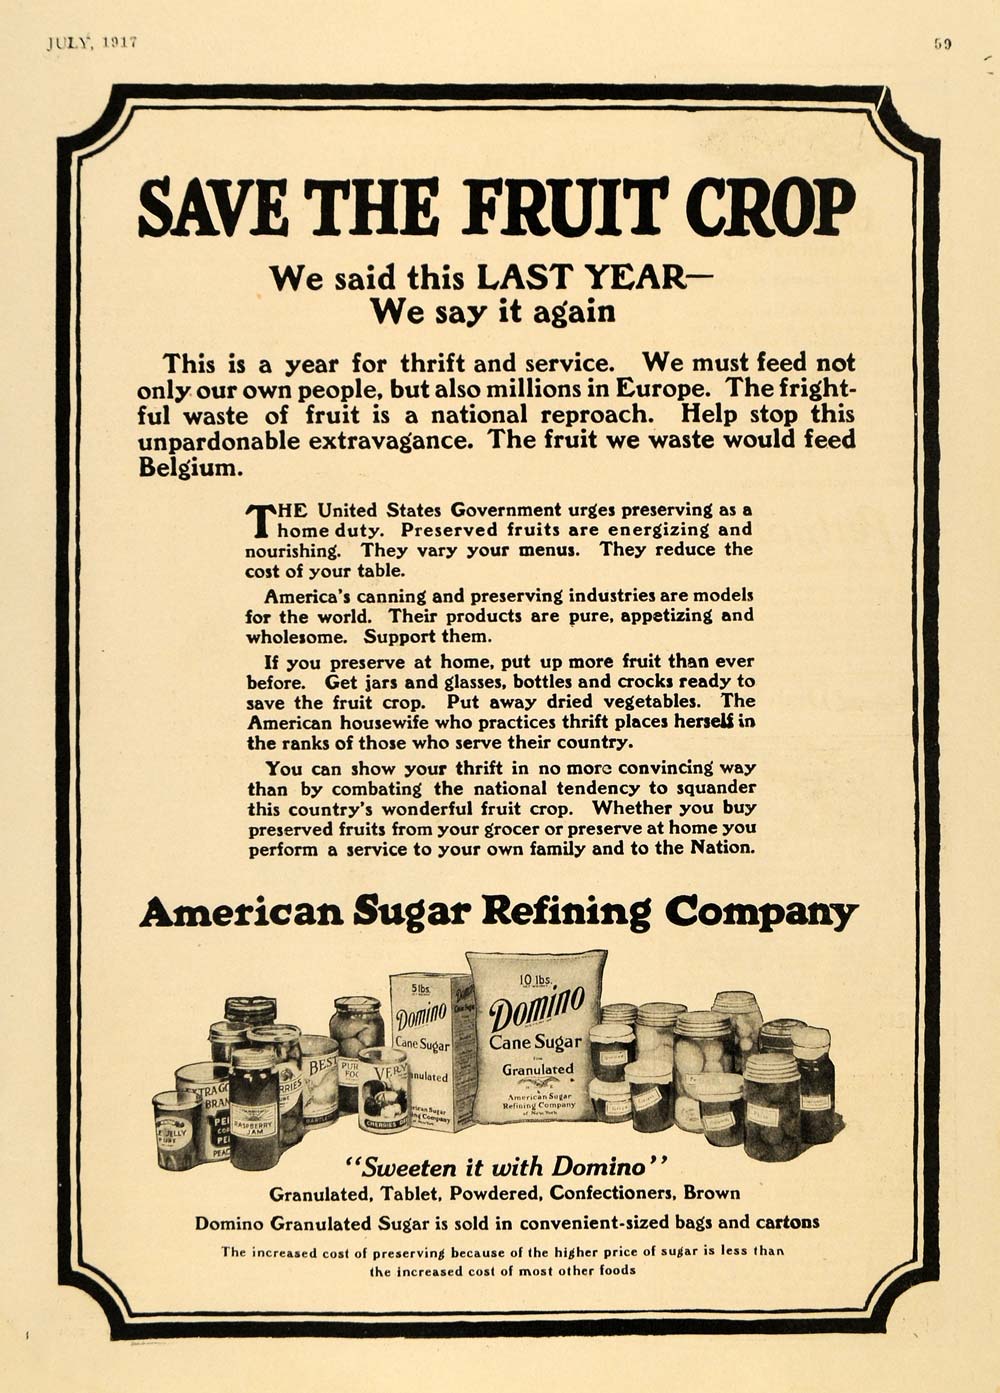 JULY, 1917
59
SAVE THE FRUIT CROP
We said this LAST YEAR—
We say it again
This is a year for thrift and service. We must feed not
only our own people, but also millions in Europe. The fright-
ful waste of fruit is a national reproach. Help stop this
unpardonable extravagance. The fruit we waste would feed
Belgium.
THE United States Government urges preserving as a
home duty. Preserved fruits are energizing and
nourishing. They vary your menus. They reduce the
cost of your table.
America's canning and preserving industries are models
for the world. Their products are pure, appetizing and
wholesome. Support them.
If you preserve at home, put up more fruit than ever
before. Get jars and glasses, bottles and crocks ready to
save the fruit crop. Put away dried vegetables. The
American housewife who practices thrift places herself in
the ranks of those who serve their country.
You can show your thrift in no more convincing way
than by combating the national tendency to squander
this country's wonderful fruit crop. Whether you buy
preserved fruits from your grocer or preserve at home you
perform a service to your own family and to the Nation.
American Sugar Refining Company
5 lbs.
Domino
Cane Sugar
10 lbs.
Domino
Cane Sugar
Granulated
American Sugar
Refining Company
of New York
BEST
PUR
FOO
VERY
CHERRIES
RASPBERRY
JAM
JELLY
BRAN
"Sweeten it with Domino"
Granulated, Tablet, Powdered, Confectioners, Brown
Domino Granulated Sugar is sold in convenient-sized bags and cartons
The increased cost of preserving because of the higher price of sugar is less than
the increased cost of most other foods